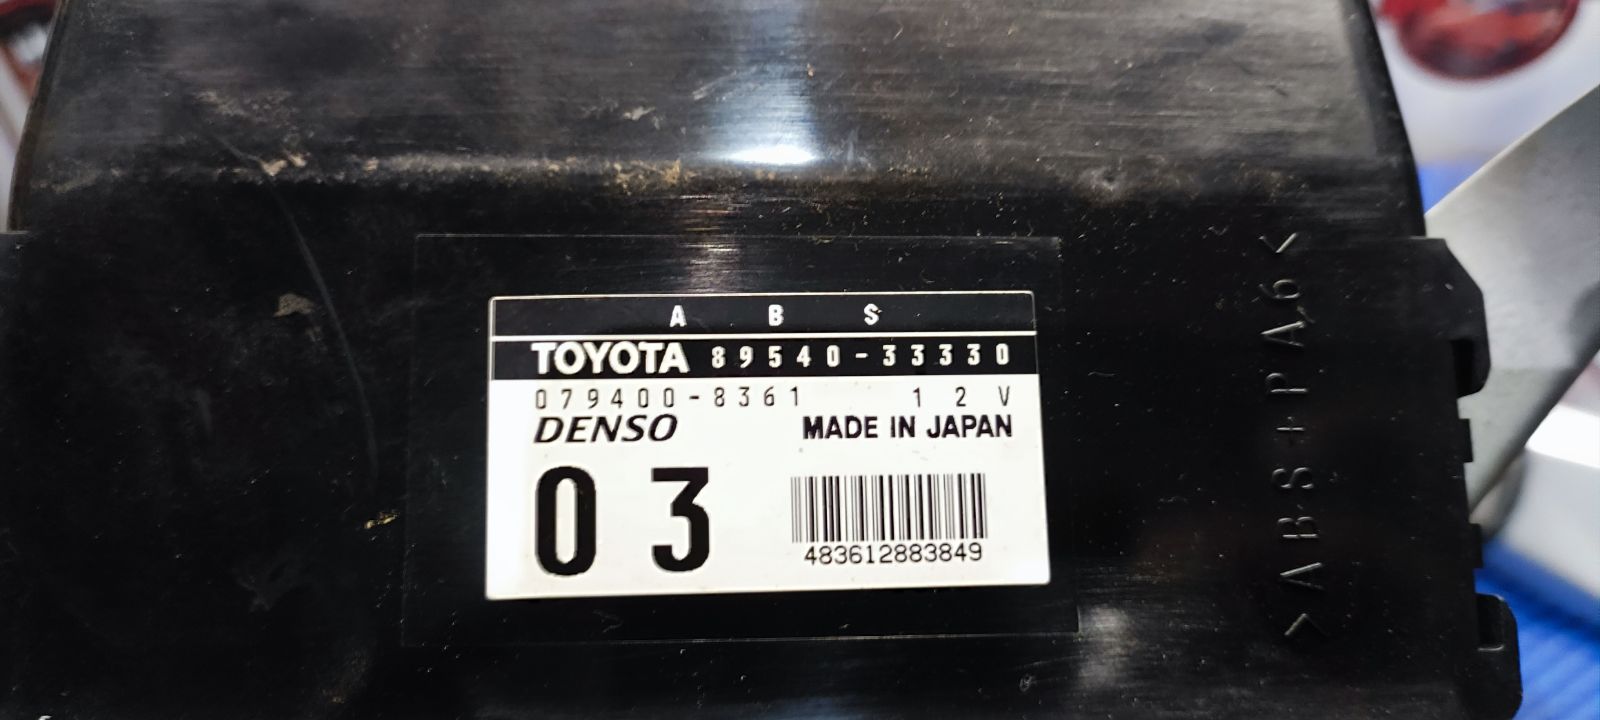 A B S
TOYOTA 89540-33330
079400-8361 12V
DENSO MADE IN JAPAN
03
483612883849
>ABS+PA6<